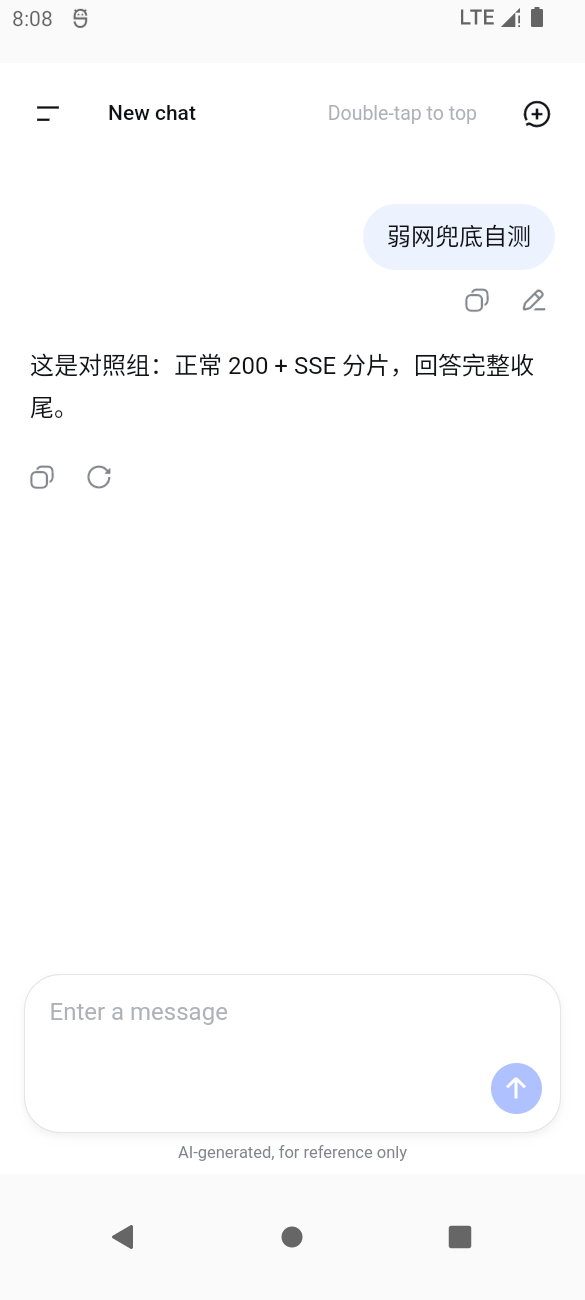 8:08
LTE
New chat
Double-tap to top
弱网兜底自测
这是对照组：正常 200 + SSE 分片，回答完整收
尾。
Enter a message
AI-generated, for reference only